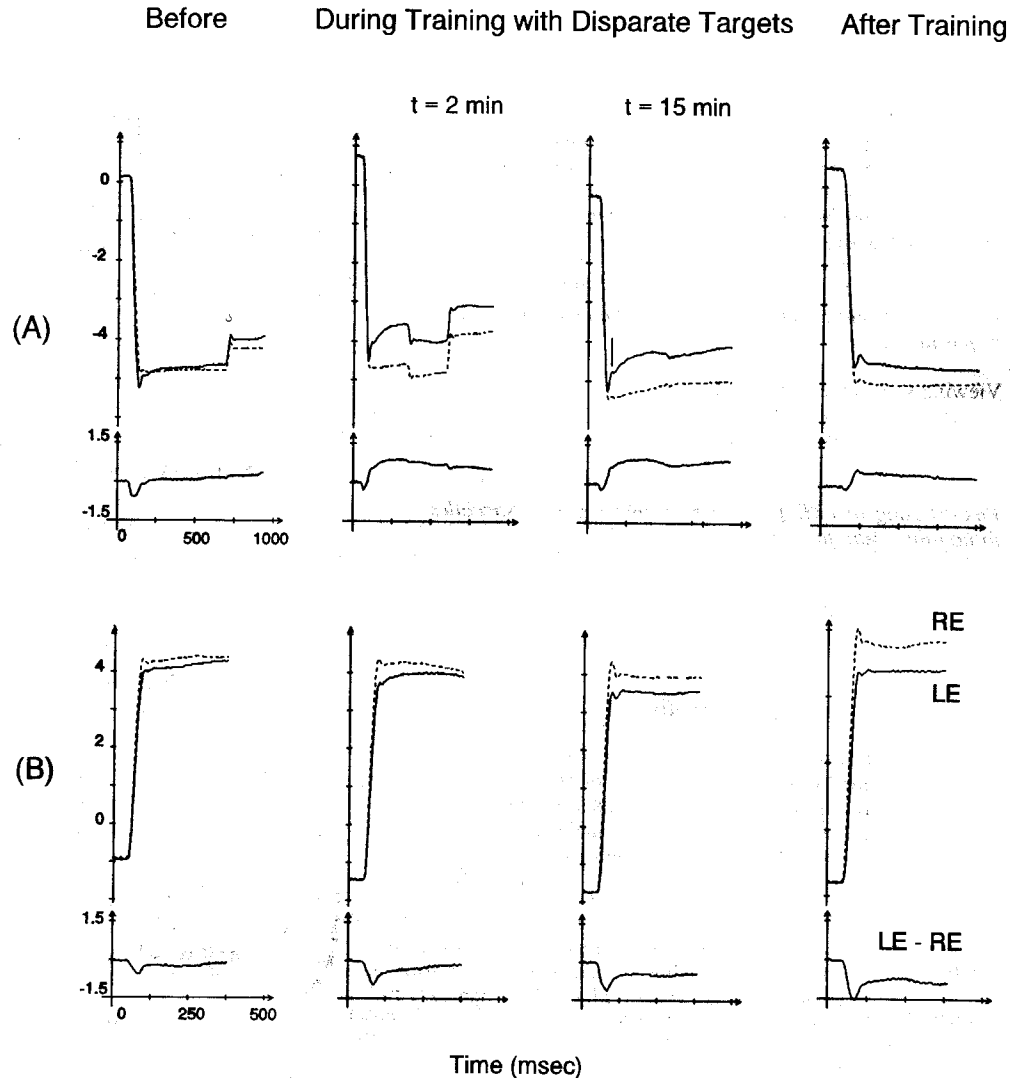 Before During Training with Disparate Targets After Training
t = 2 min t = 15 min
(A)
0
-2
-4
1.5
-1.5
0 500 1000
(B)
4
2
0
RE
LE
1.5
-1.5
LE - RE
0 250 500
Time (msec)